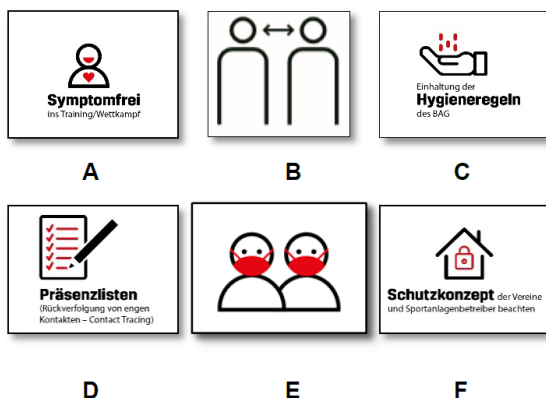 Symptomfrei
ins Training/Wettkampf
Einhaltung der
Hygieneregeln
des BAG
A
B
C
Präsenzlisten
(Rückverfolgung von engen
Kontakten – Contact Tracing)
Schutzkonzept der Vereine
und Sportanlagenbetreiber beachten
D
E
F